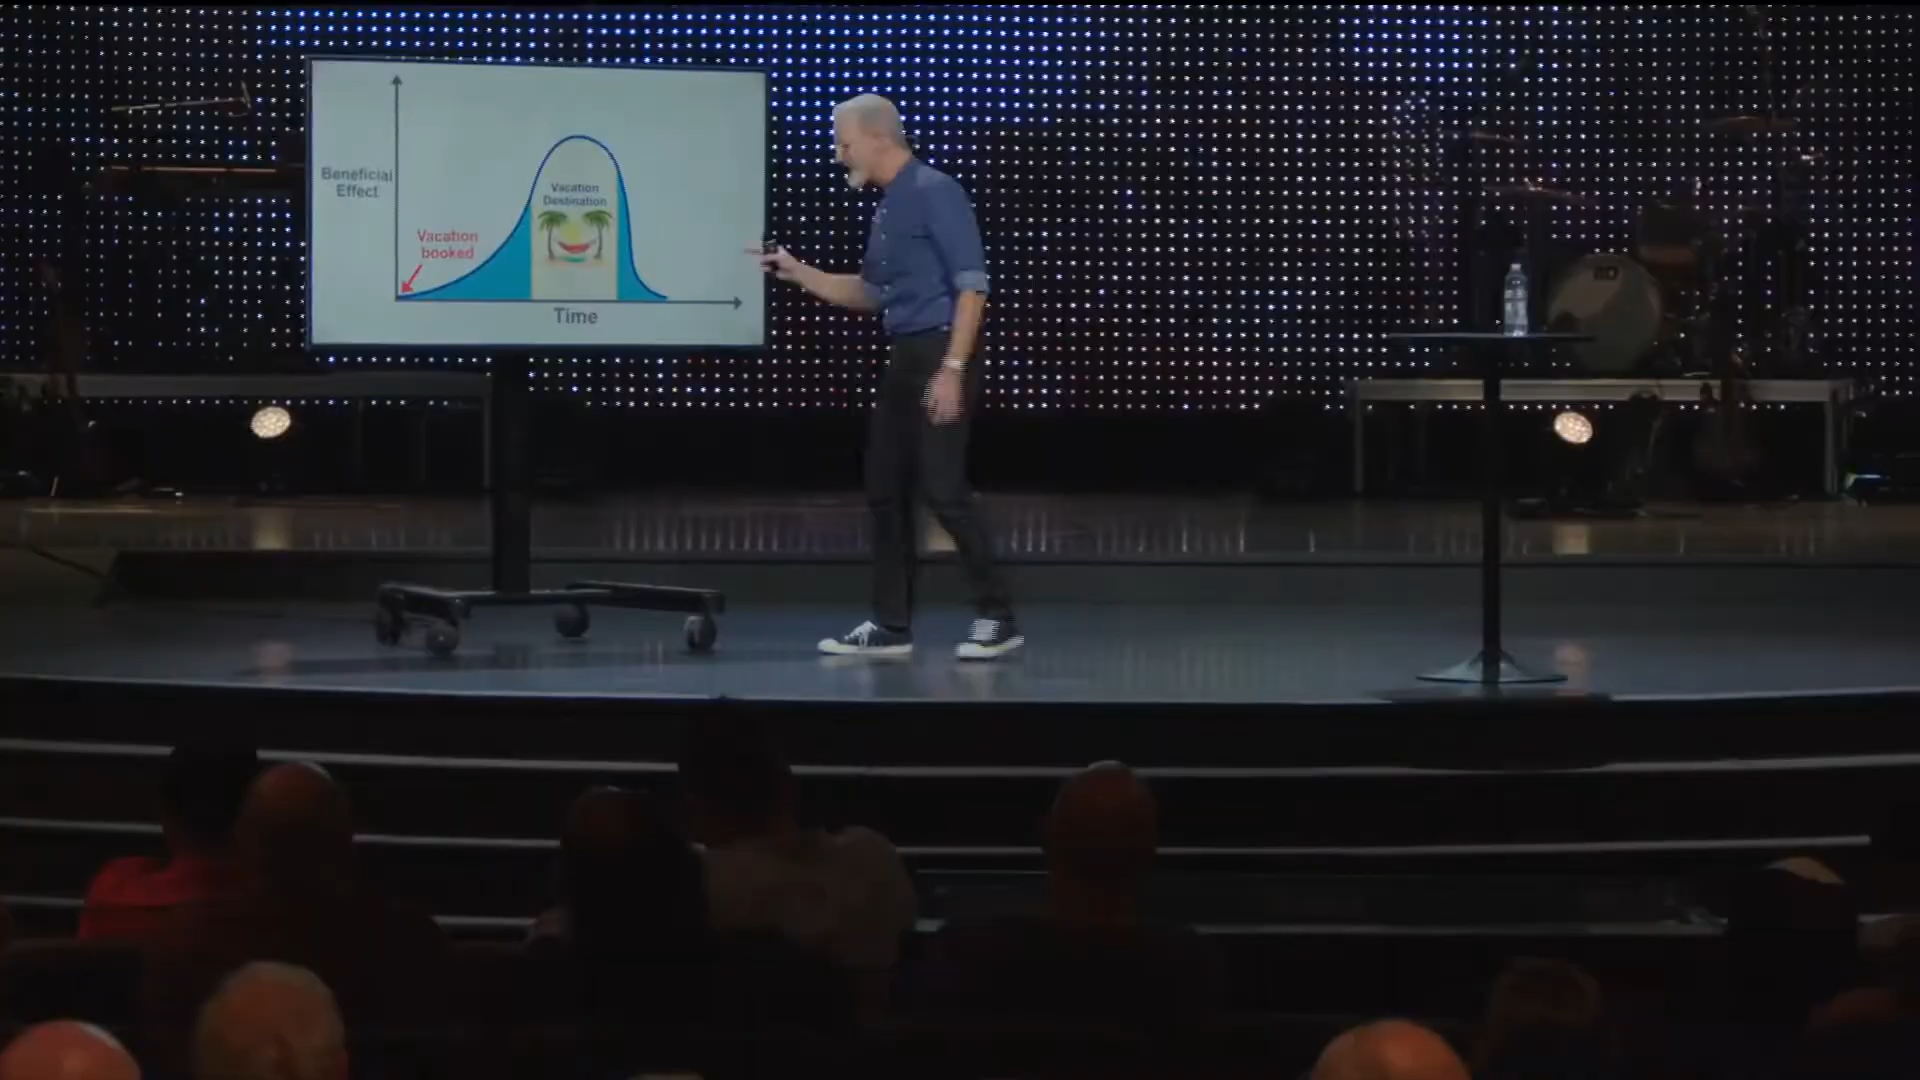 Beneficial
Effect
Vacation
booked
Vacation
Destination
Time